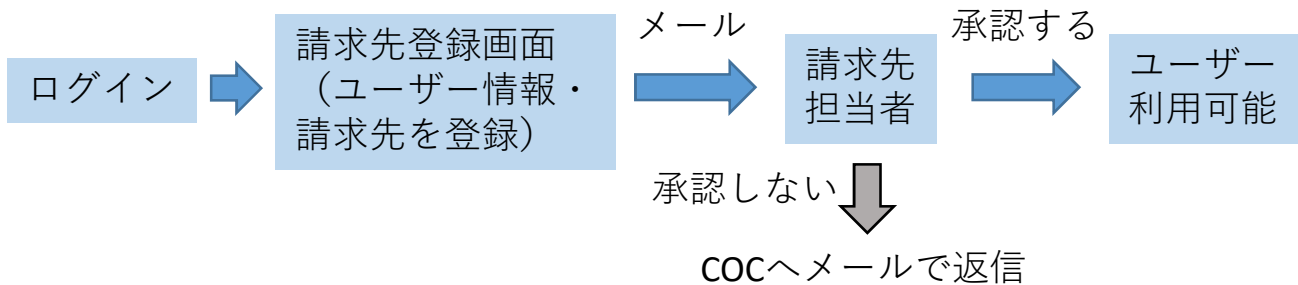 ログイン
請求先登録画面
（ユーザー情報・
請求先を登録）
メール
請求先
担当者
承認する
ユーザー
利用可能
承認しない
COCへメールで返信